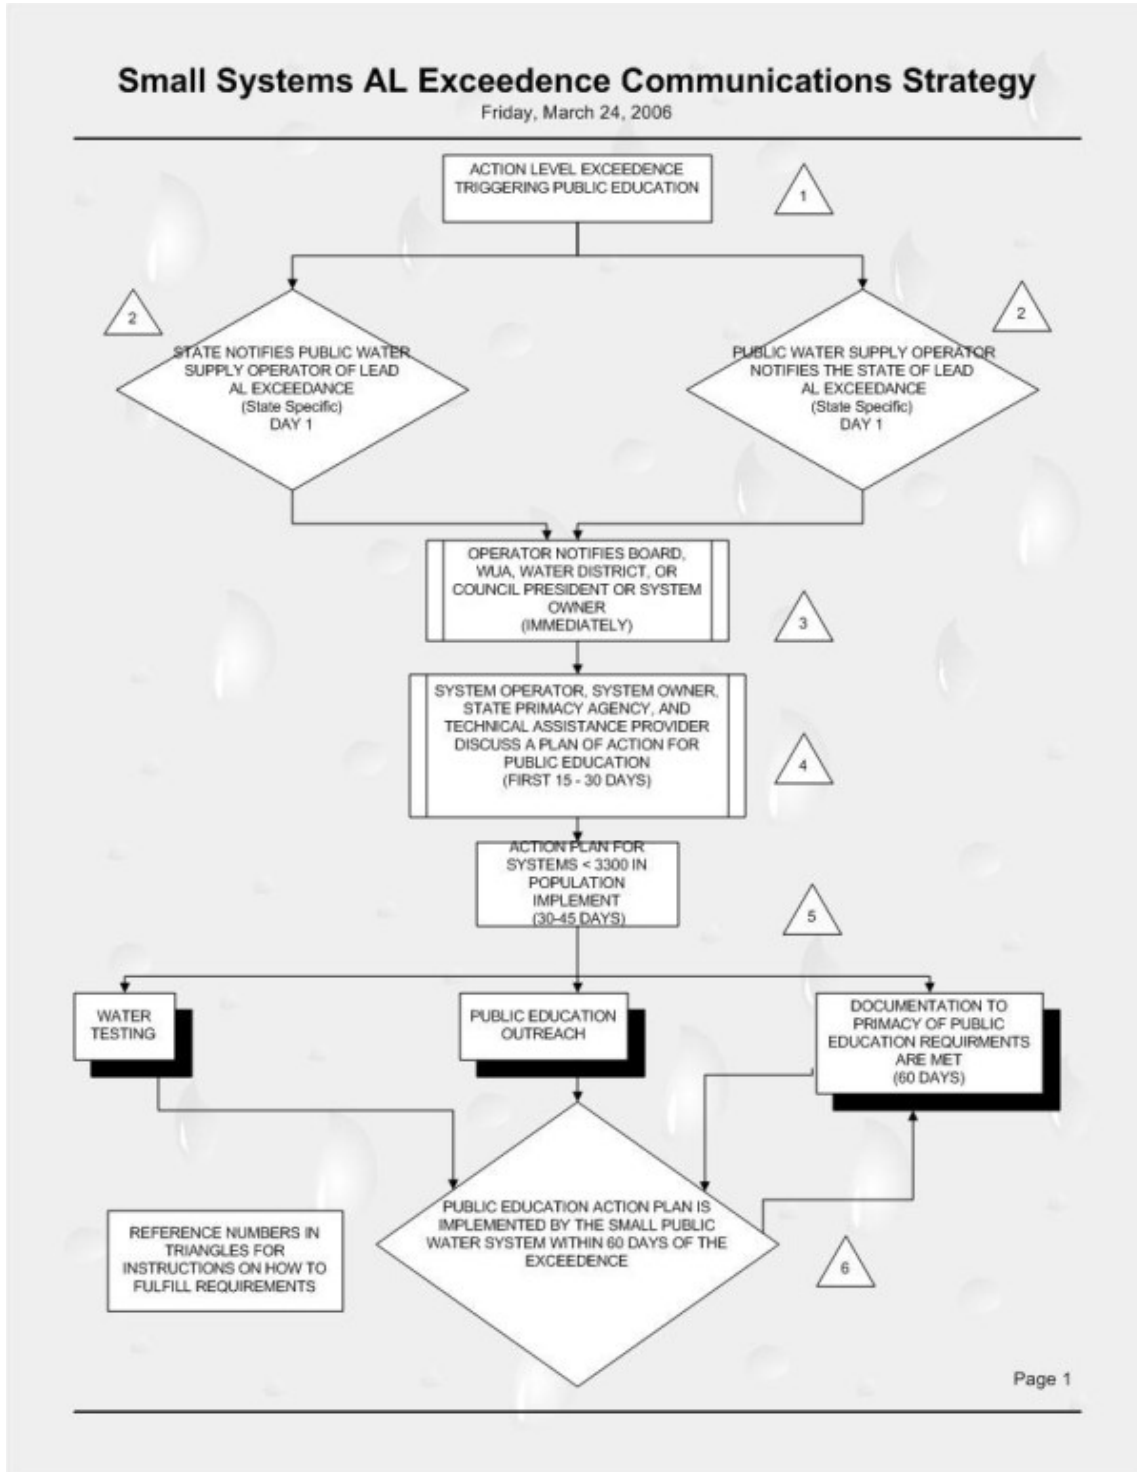 Small Systems AL Exceedence Communications Strategy
Friday, March 24, 2006
ACTION LEVEL EXCEEDENCE
TRIGGERING PUBLIC EDUCATION
1
2
STATE NOTIFIES PUBLIC WATER
SUPPLY OPERATOR OF LEAD
AL EXCEEDANCE
(State Specific)
DAY 1
2
PUBLIC WATER SUPPLY OPERATOR
NOTIFIES THE STATE OF LEAD
AL EXCEEDANCE
(State Specific)
DAY 1
OPERATOR NOTIFIES BOARD,
WUA, WATER DISTRICT, OR
COUNCIL PRESIDENT OR SYSTEM
OWNER
(IMMEDIATELY)
3
SYSTEM OPERATOR, SYSTEM OWNER,
STATE PRIMACY AGENCY, AND
TECHNICAL ASSISTANCE PROVIDER
DISCUSS A PLAN OF ACTION FOR
PUBLIC EDUCATION
(FIRST 15 - 30 DAYS)
4
ACTION PLAN FOR
SYSTEMS < 3300 IN
POPULATION
IMPLEMENT
(30-45 DAYS)
5
WATER
TESTING
PUBLIC EDUCATION
OUTREACH
DOCUMENTATION TO
PRIMACY OF PUBLIC
EDUCATION REQUIRMENTS
ARE MET
(60 DAYS)
PUBLIC EDUCATION ACTION PLAN IS
IMPLEMENTED BY THE SMALL PUBLIC
WATER SYSTEM WITHIN 60 DAYS OF THE
EXCEEDENCE
6
REFERENCE NUMBERS IN
TRIANGLES FOR
INSTRUCTIONS ON HOW TO
FULFILL REQUIREMENTS
Page 1